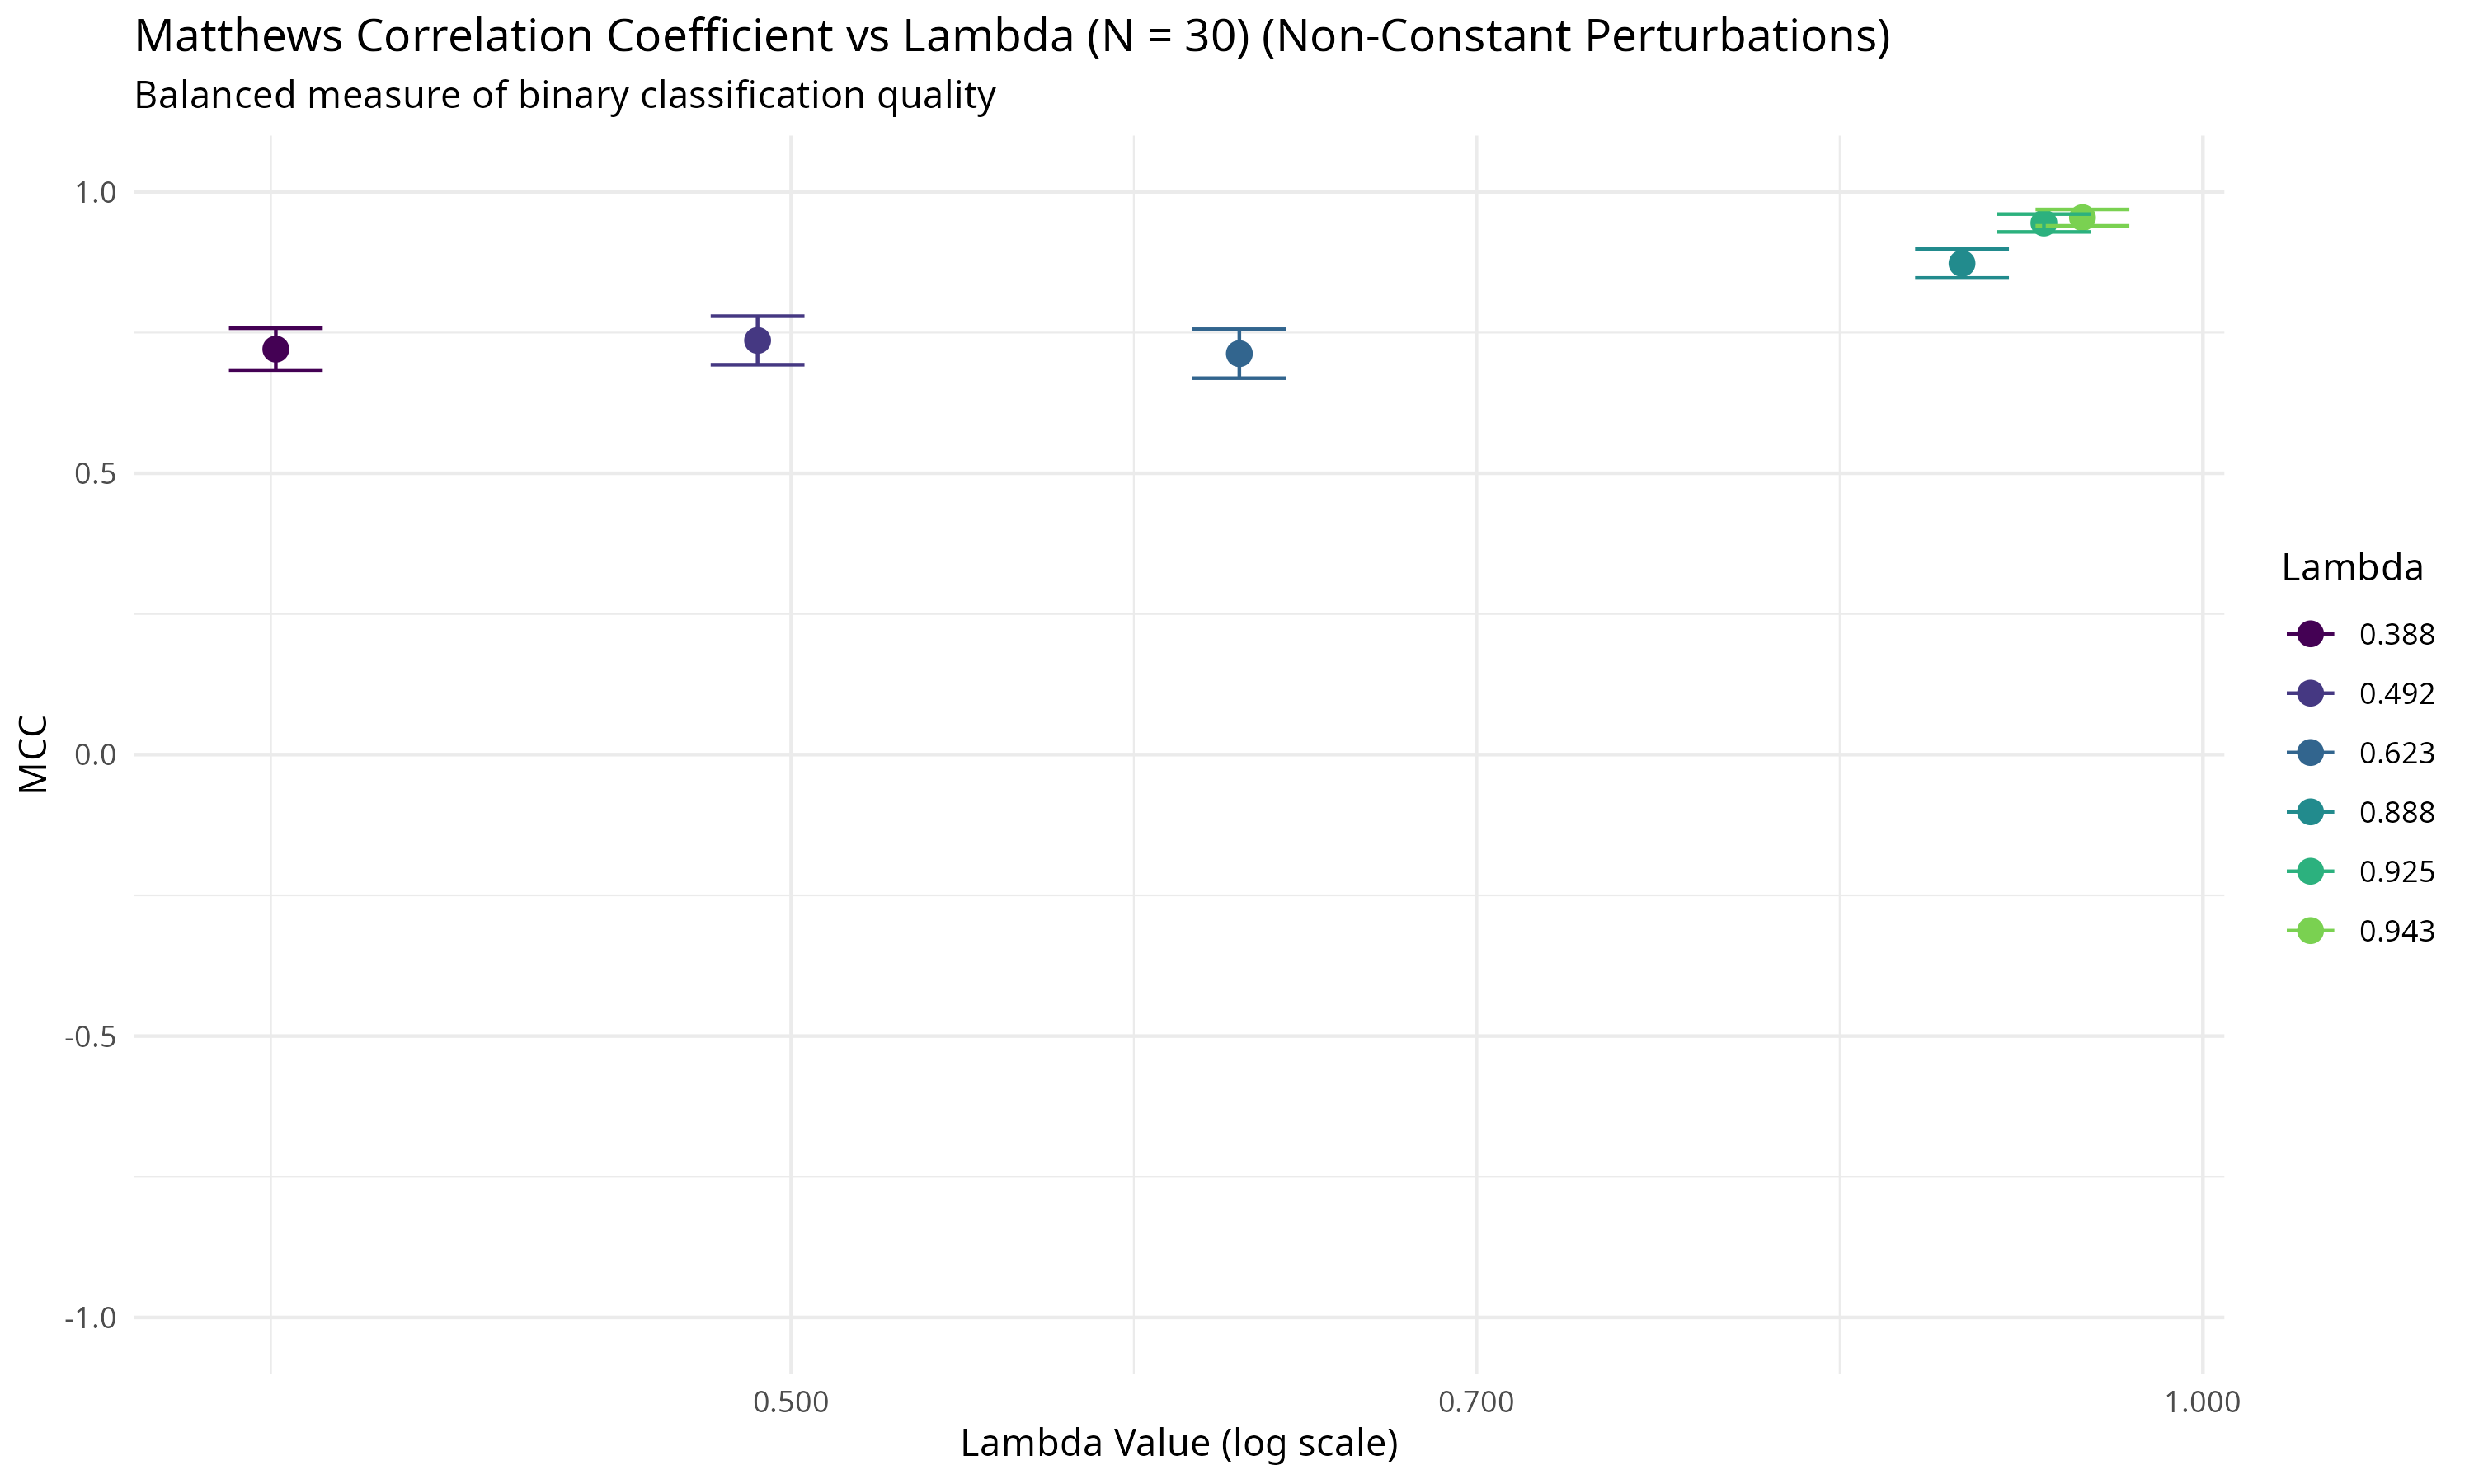 Matthews Correlation Coefficient vs Lambda (N = 30) (Non-Constant Perturbations)
Balanced measure of binary classification quality
1.0
0.5
0.0
-0.5
-1.0
MCC
0.500
0.700
1.000
Lambda Value (log scale)
Lambda
0.388
0.492
0.623
0.888
0.925
0.943